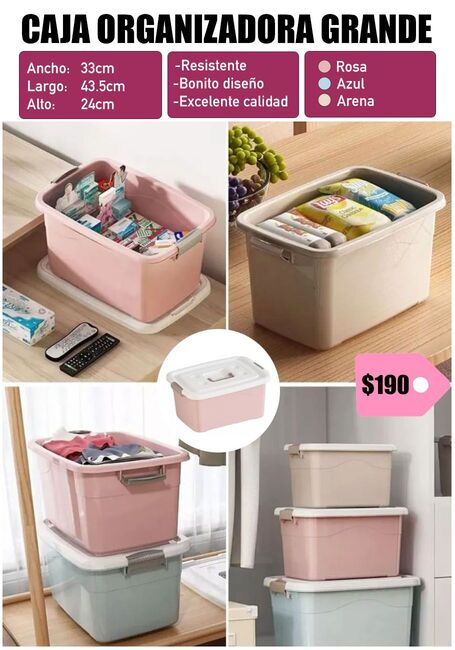 CAJA ORGANIZADORA GRANDE
Ancho: 33cm
Largo: 43.5cm
Alto: 24cm
-Resistente
-Bonito diseño
-Excelente calidad
Rosa
Azul
Arena
Lay's
$190